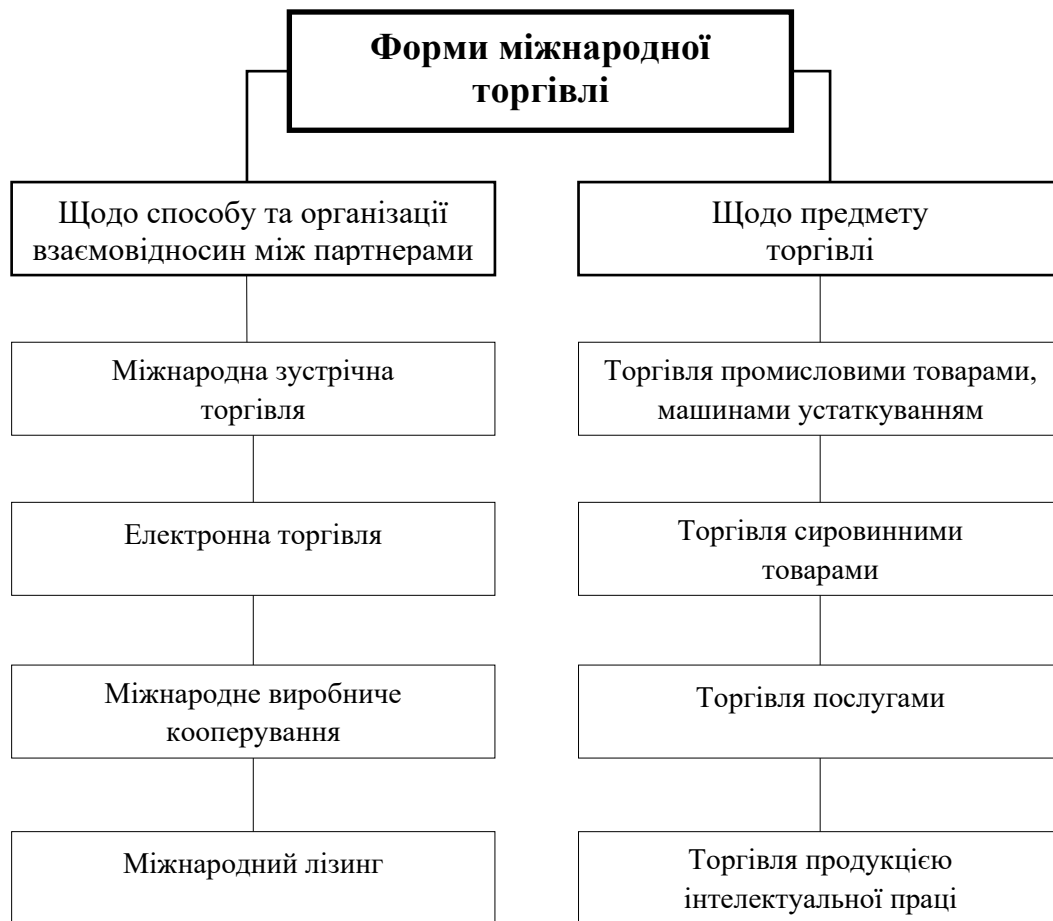 Форми міжнародної
торгівлі
Щодо способу та організації
взаємовідносин між партнерами
Щодо предмету
торгівлі
Міжнародна зустрічна
торгівля
Торгівля промисловими товарами,
машинами устаткуванням
Електронна торгівля
Торгівля сировинними
товарами
Міжнародне виробниче
кооперування
Торгівля послугами
Міжнародний лізинг
Торгівля продукцією
інтелектуальної праці